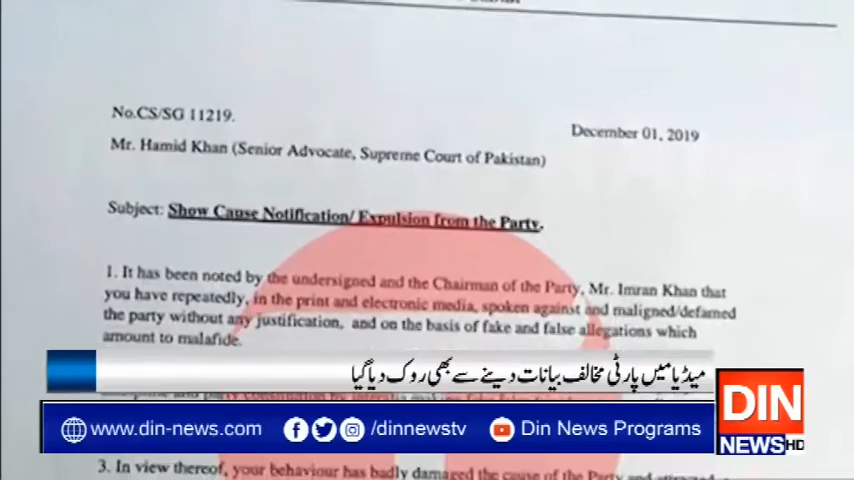 No.CS/SG 11219.
December 01, 2019
Mr. Hamid Khan (Senior Advocate, Supreme Court of Pakistan)
Subject: Show Cause Notification/ Expulsion from the Party.
1. It has been noted by the undersigned and the Chairman of the Party, Mr. Imran Khan that
you have repeatedly, in the print and electronic media, spoken against and maligned/defamed
the party without any justification, and on the basis of fake and false allegations which
amount to malafide.
میڈیا میں پارٹی مخالف بیانات دینے سے بھی روک دیا گیا
www.din-news.com /dinnewstv Din News Programs
DIN
NEWS HD
3. In view thereof, your behaviour has badly damaged the cause of the Party and